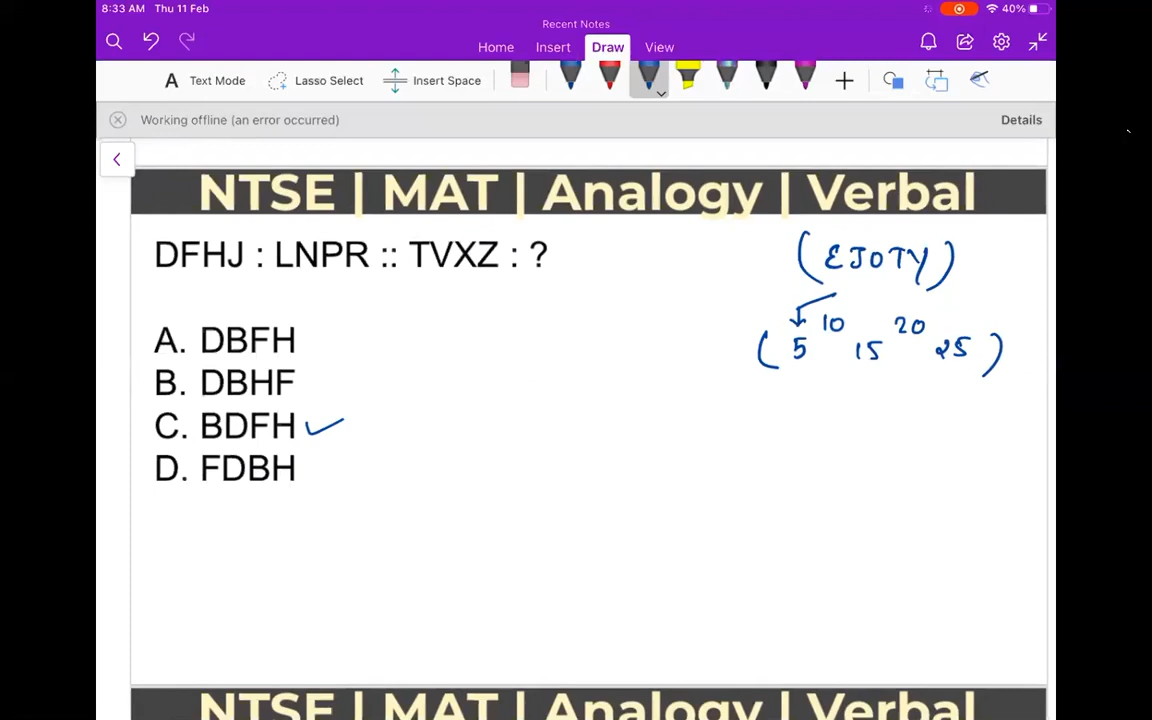 8:33 AM Thu 11 Feb
40%
Recent Notes
Home Insert Draw View
A Text Mode Lasso Select Insert Space
Working offline (an error occurred) Details
NTSE | MAT | Analogy | Verbal
DFHJ : LNPR :: TVXZ : ?
(EJOTY)
(5 10 15 20 25)
A. DBFH
B. DBHF
C. BDFH
D. FDBH
NTSE | MAT | Analogy | Verbal